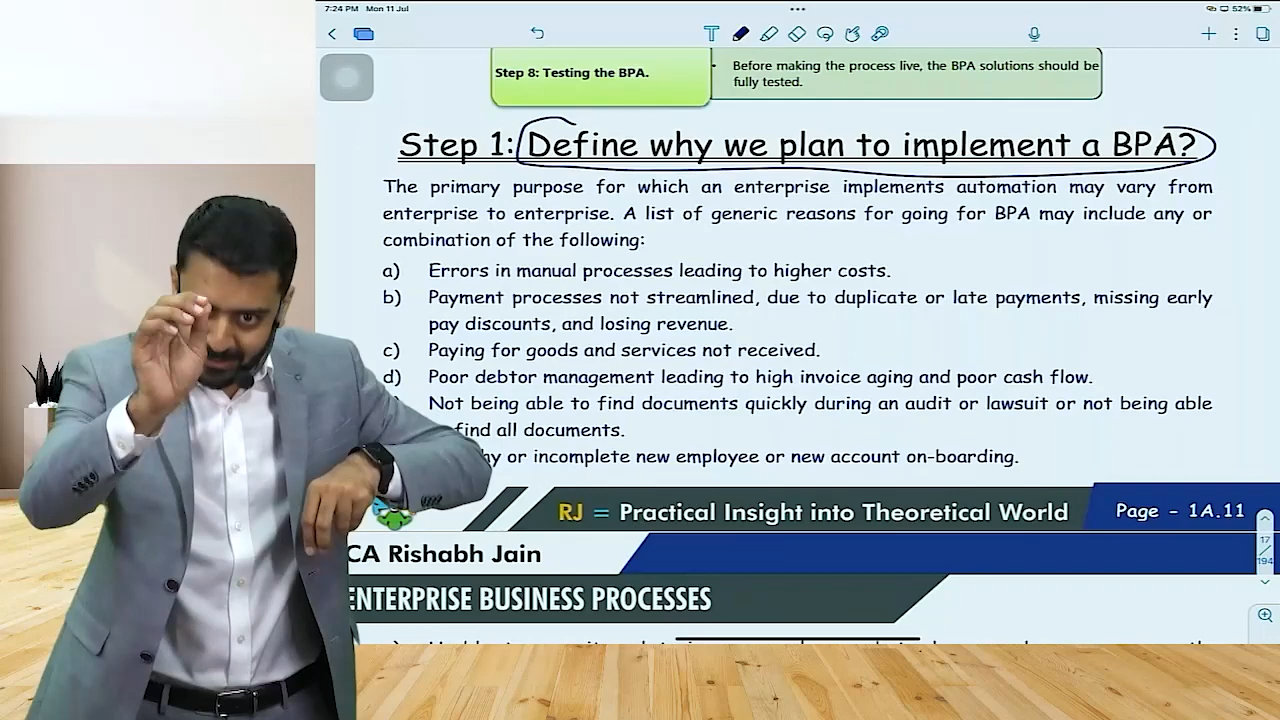 7:24 PM Mon 11 Jul
52%
Step 8: Testing the BPA.
• Before making the process live, the BPA solutions should be
fully tested.
Step 1: Define why we plan to implement a BPA?
The primary purpose for which an enterprise implements automation may vary from
enterprise to enterprise. A list of generic reasons for going for BPA may include any or
combination of the following:
a) Errors in manual processes leading to higher costs.
b) Payment processes not streamlined, due to duplicate or late payments, missing early
pay discounts, and losing revenue.
c) Paying for goods and services not received.
d) Poor debtor management leading to high invoice aging and poor cash flow.
Not being able to find documents quickly during an audit or lawsuit or not being able
find all documents.
or incomplete new employee or new account on-boarding.
RJ = Practical Insight into Theoretical World
Page - 1A.11
17
194
CA Rishabh Jain
ENTERPRISE BUSINESS PROCESSES